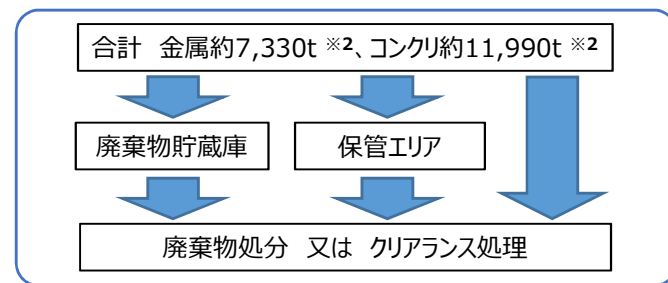 合計 金属約7,330t ※2、コンクリ約11,990t ※2
廃棄物貯蔵庫
保管エリア
廃棄物処分 又は クリアランス処理